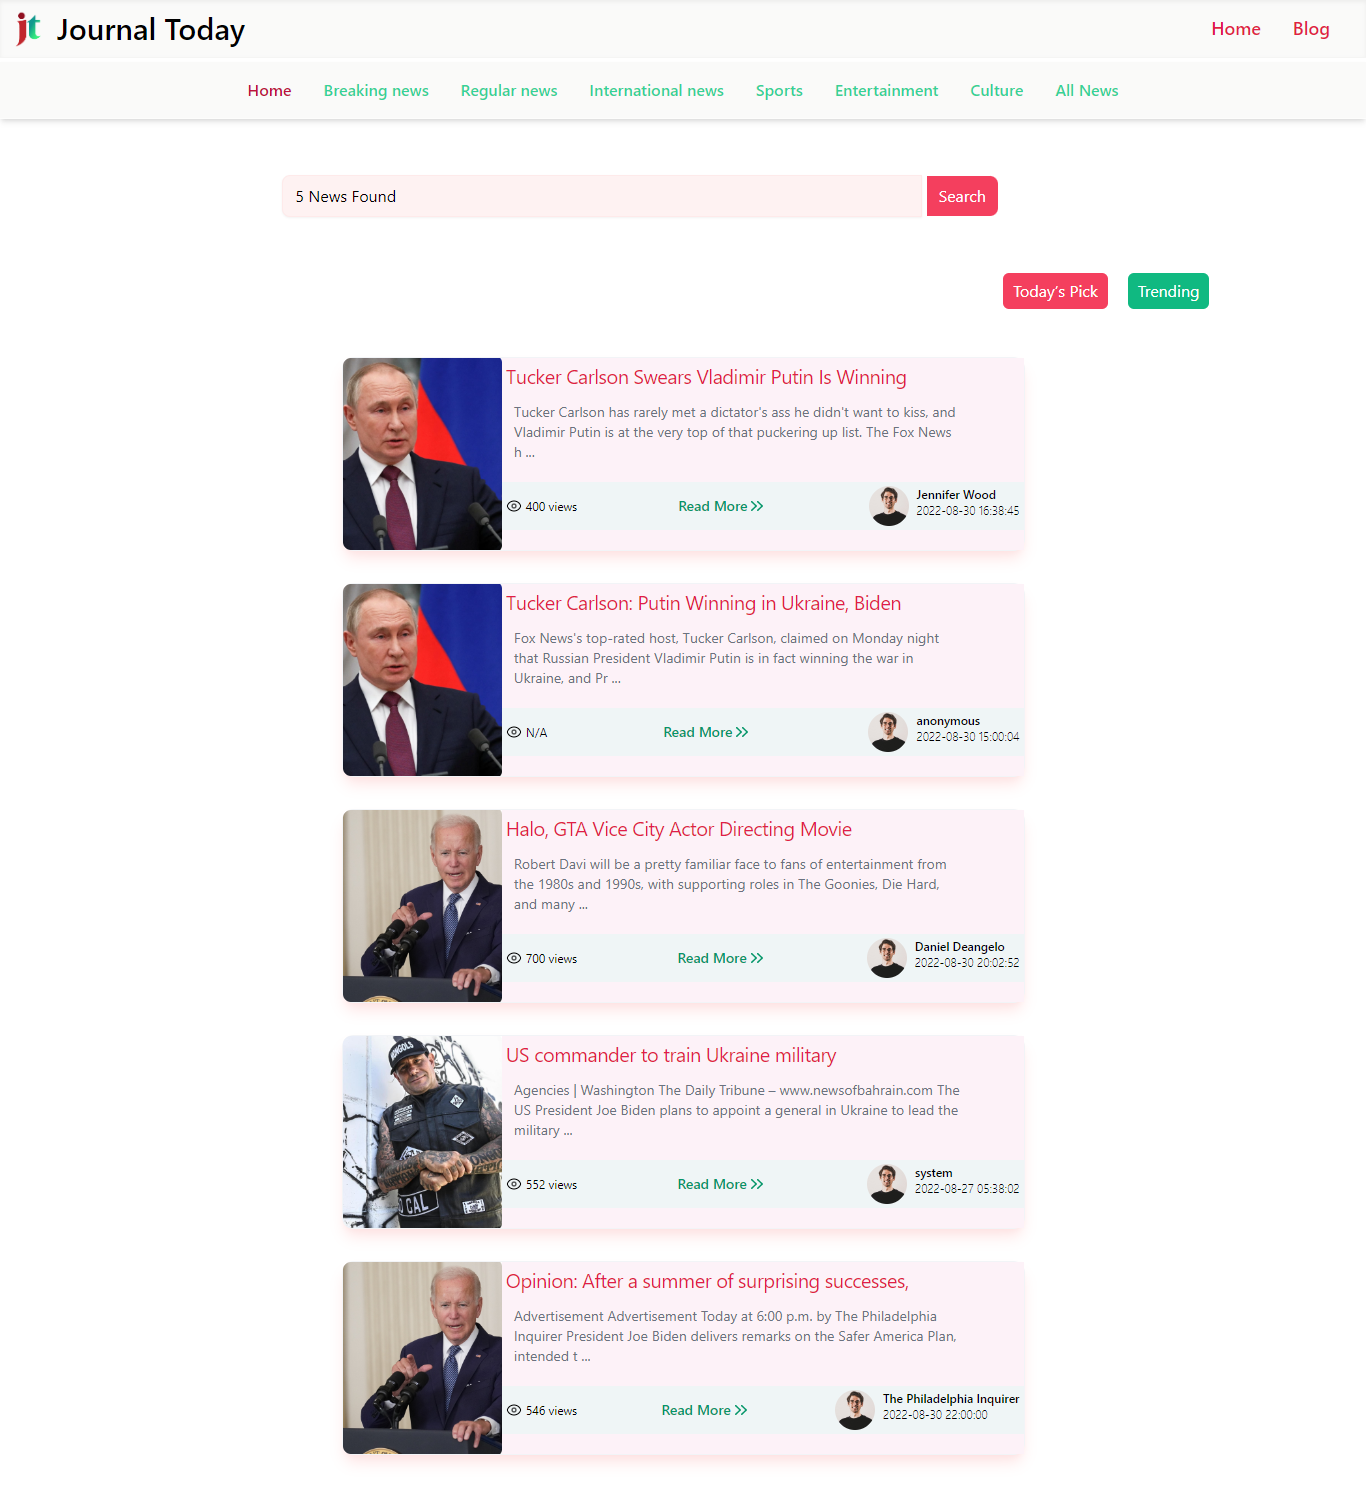 jt Journal Today
Home Blog
Home Breaking news Regular news International news Sports Entertainment Culture All News
5 News Found
Search
Today's Pick Trending
Tucker Carlson Swears Vladimir Putin Is Winning
Tucker Carlson has rarely met a dictator's ass he didn't want to kiss, and
Vladimir Putin is at the very top of that puckering up list. The Fox News
h ...
400 views
Read More
Jennifer Wood
2022-08-30 16:38:45
Tucker Carlson: Putin Winning in Ukraine, Biden
Fox News's top-rated host, Tucker Carlson, claimed on Monday night
that Russian President Vladimir Putin is in fact winning the war in
Ukraine, and Pr ...
N/A
Read More
anonymous
2022-08-30 15:00:04
Halo, GTA Vice City Actor Directing Movie
Robert Davi will be a pretty familiar face to fans of entertainment from
the 1980s and 1990s, with supporting roles in The Goonies, Die Hard,
and many ...
700 views
Read More
Daniel Deangelo
2022-08-30 20:02:52
US commander to train Ukraine military
Agencies | Washington The Daily Tribune – www.newsofbahrain.com The
US President Joe Biden plans to appoint a general in Ukraine to lead the
military ...
MONGOLS
CAL
552 views
Read More
system
2022-08-27 05:38:02
Opinion: After a summer of surprising successes,
Advertisement Advertisement Today at 6:00 p.m. by The Philadelphia
Inquirer President Joe Biden delivers remarks on the Safer America Plan,
intended t ...
546 views
Read More
The Philadelphia Inquirer
2022-08-30 22:00:00